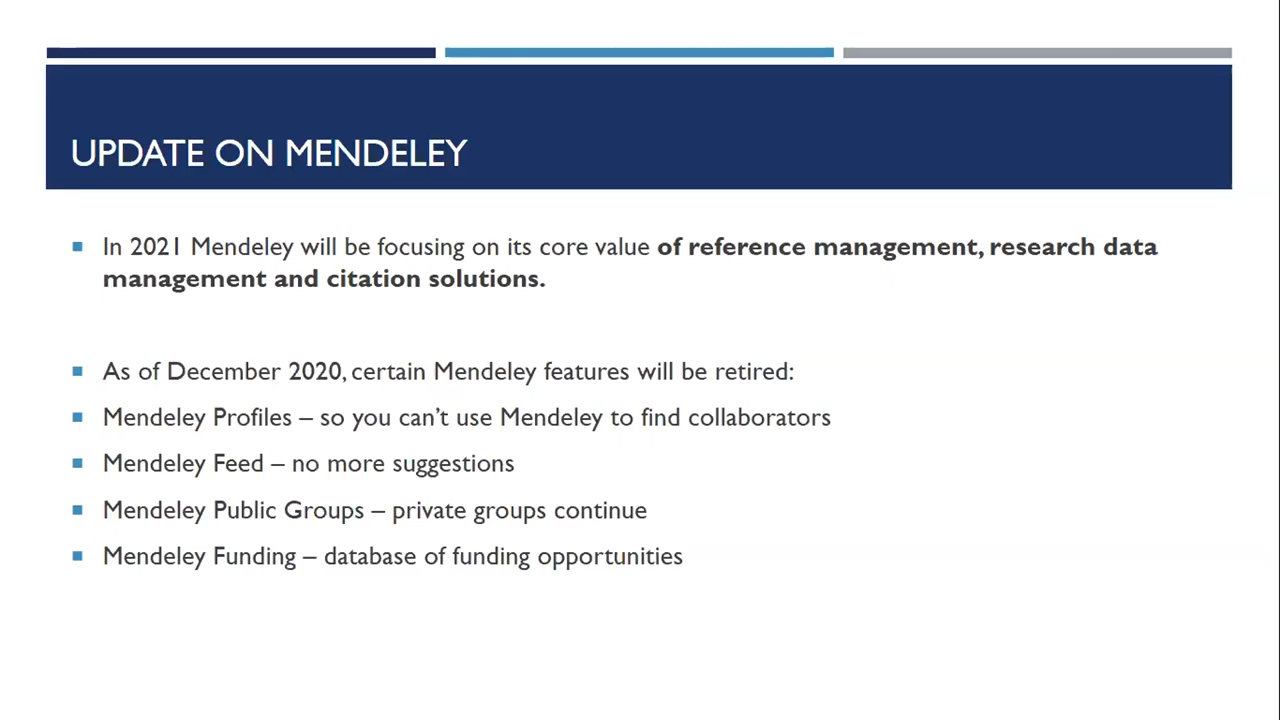 UPDATE ON MENDELEY
In 2021 Mendeley will be focusing on its core value of reference management, research data
management and citation solutions.
As of December 2020, certain Mendeley features will be retired:
Mendeley Profiles – so you can’t use Mendeley to find collaborators
Mendeley Feed – no more suggestions
Mendeley Public Groups – private groups continue
Mendeley Funding – database of funding opportunities